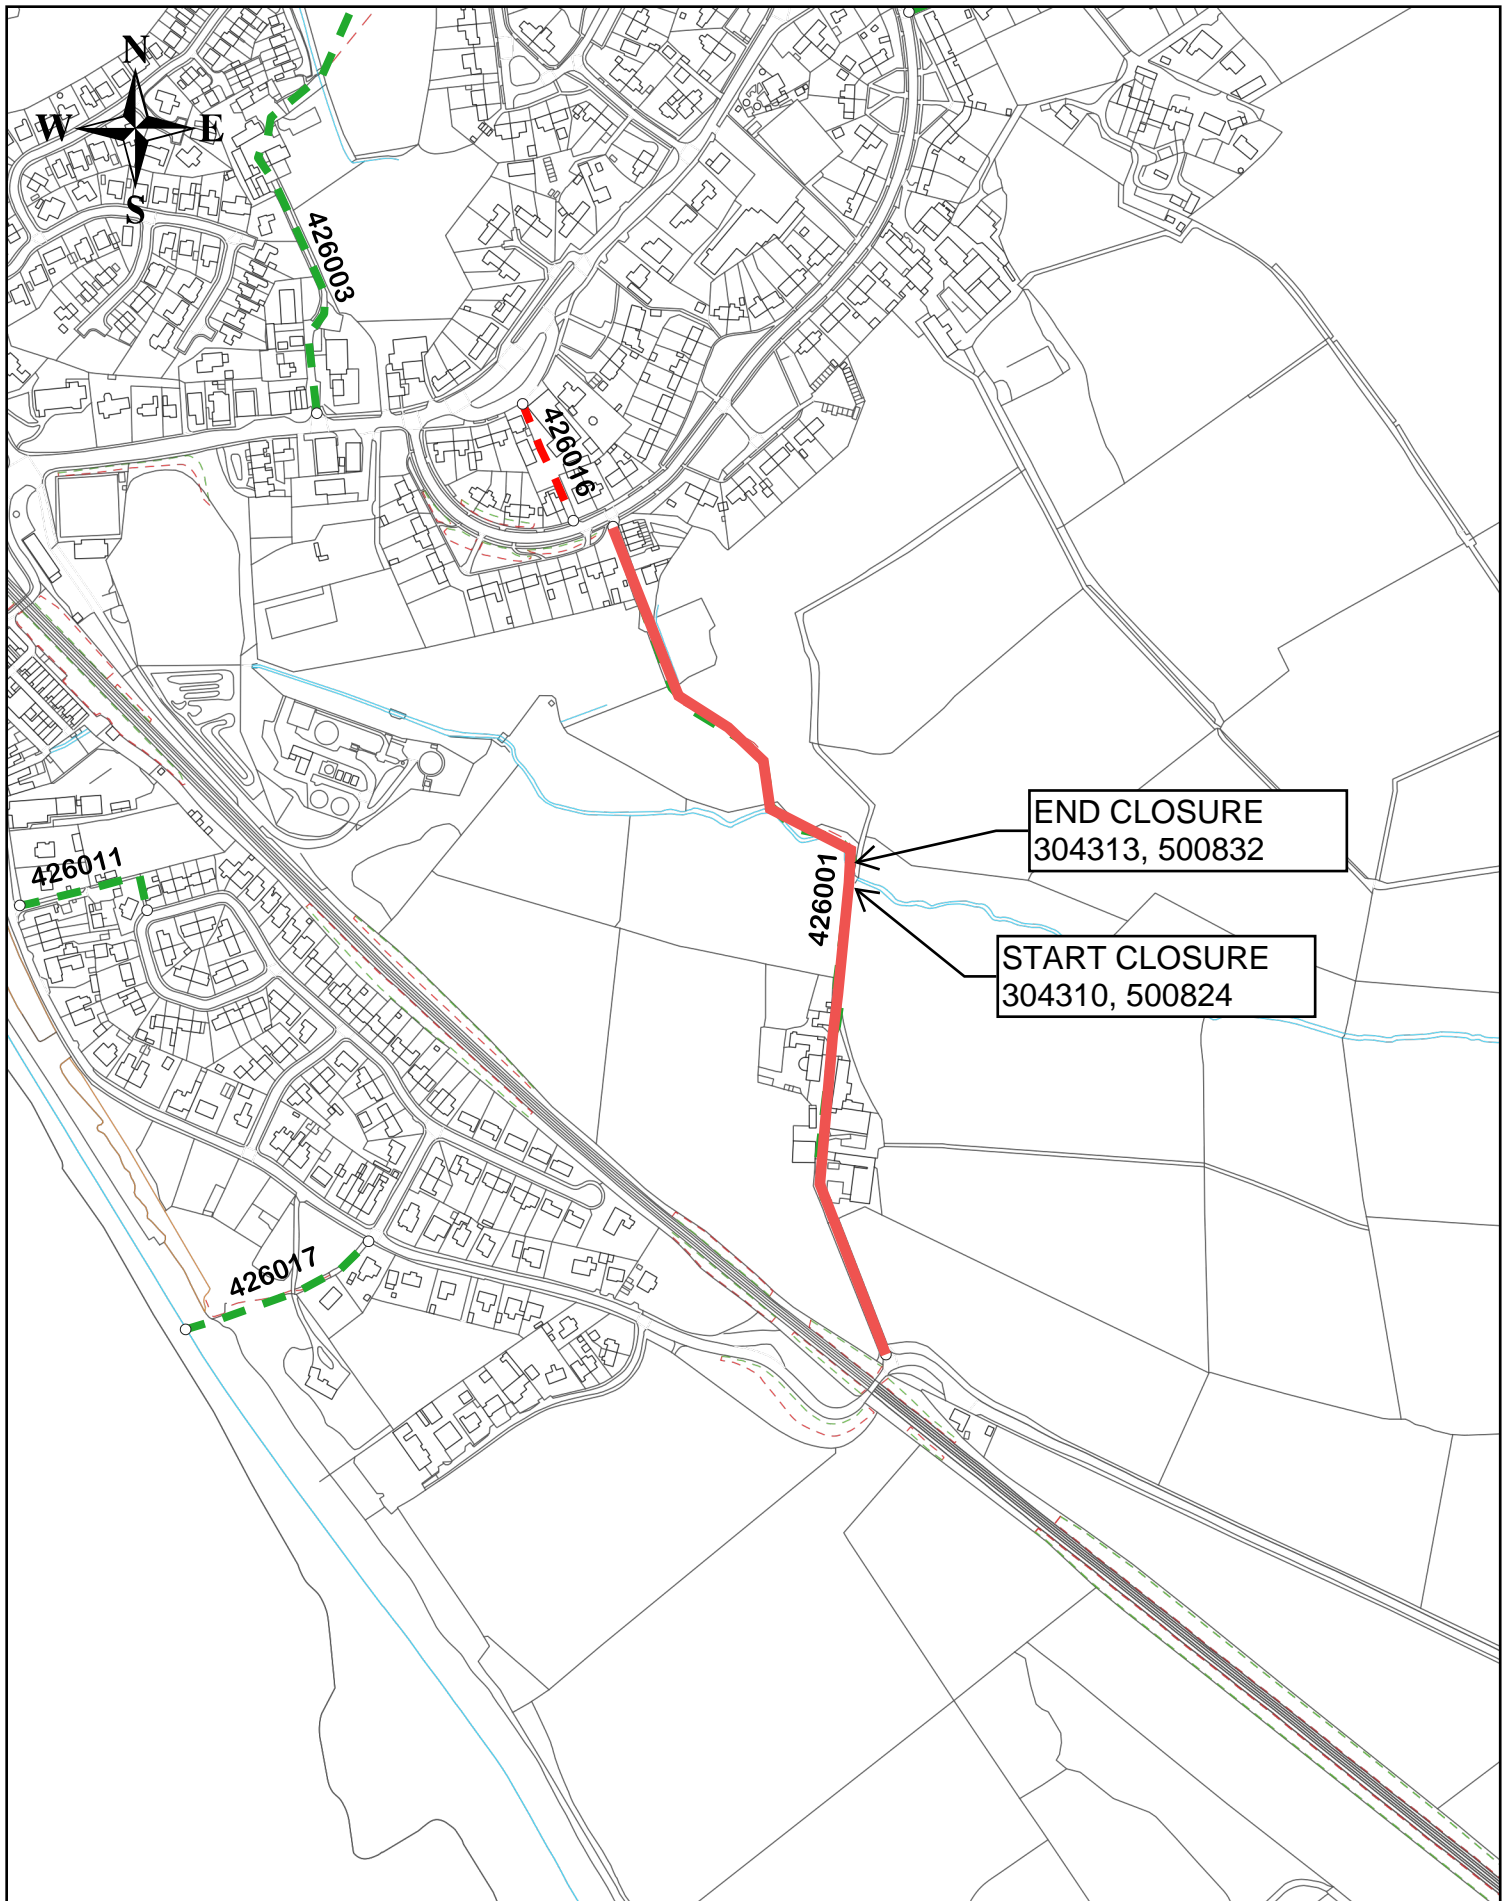 N
W E
S
426003
426016
END CLOSURE
304313, 500832
426011
426001
START CLOSURE
304310, 500824
426017